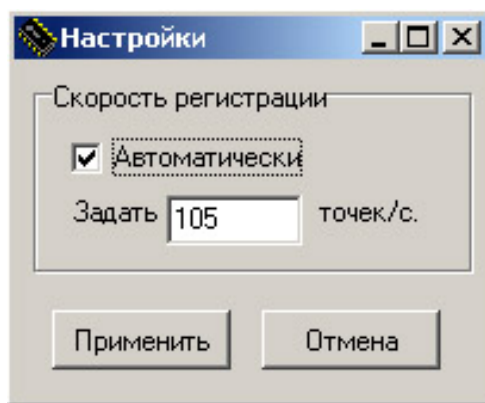 Настройки
Скорость регистрации
Автоматически
Задать 105 точек/с.
Применить Отмена